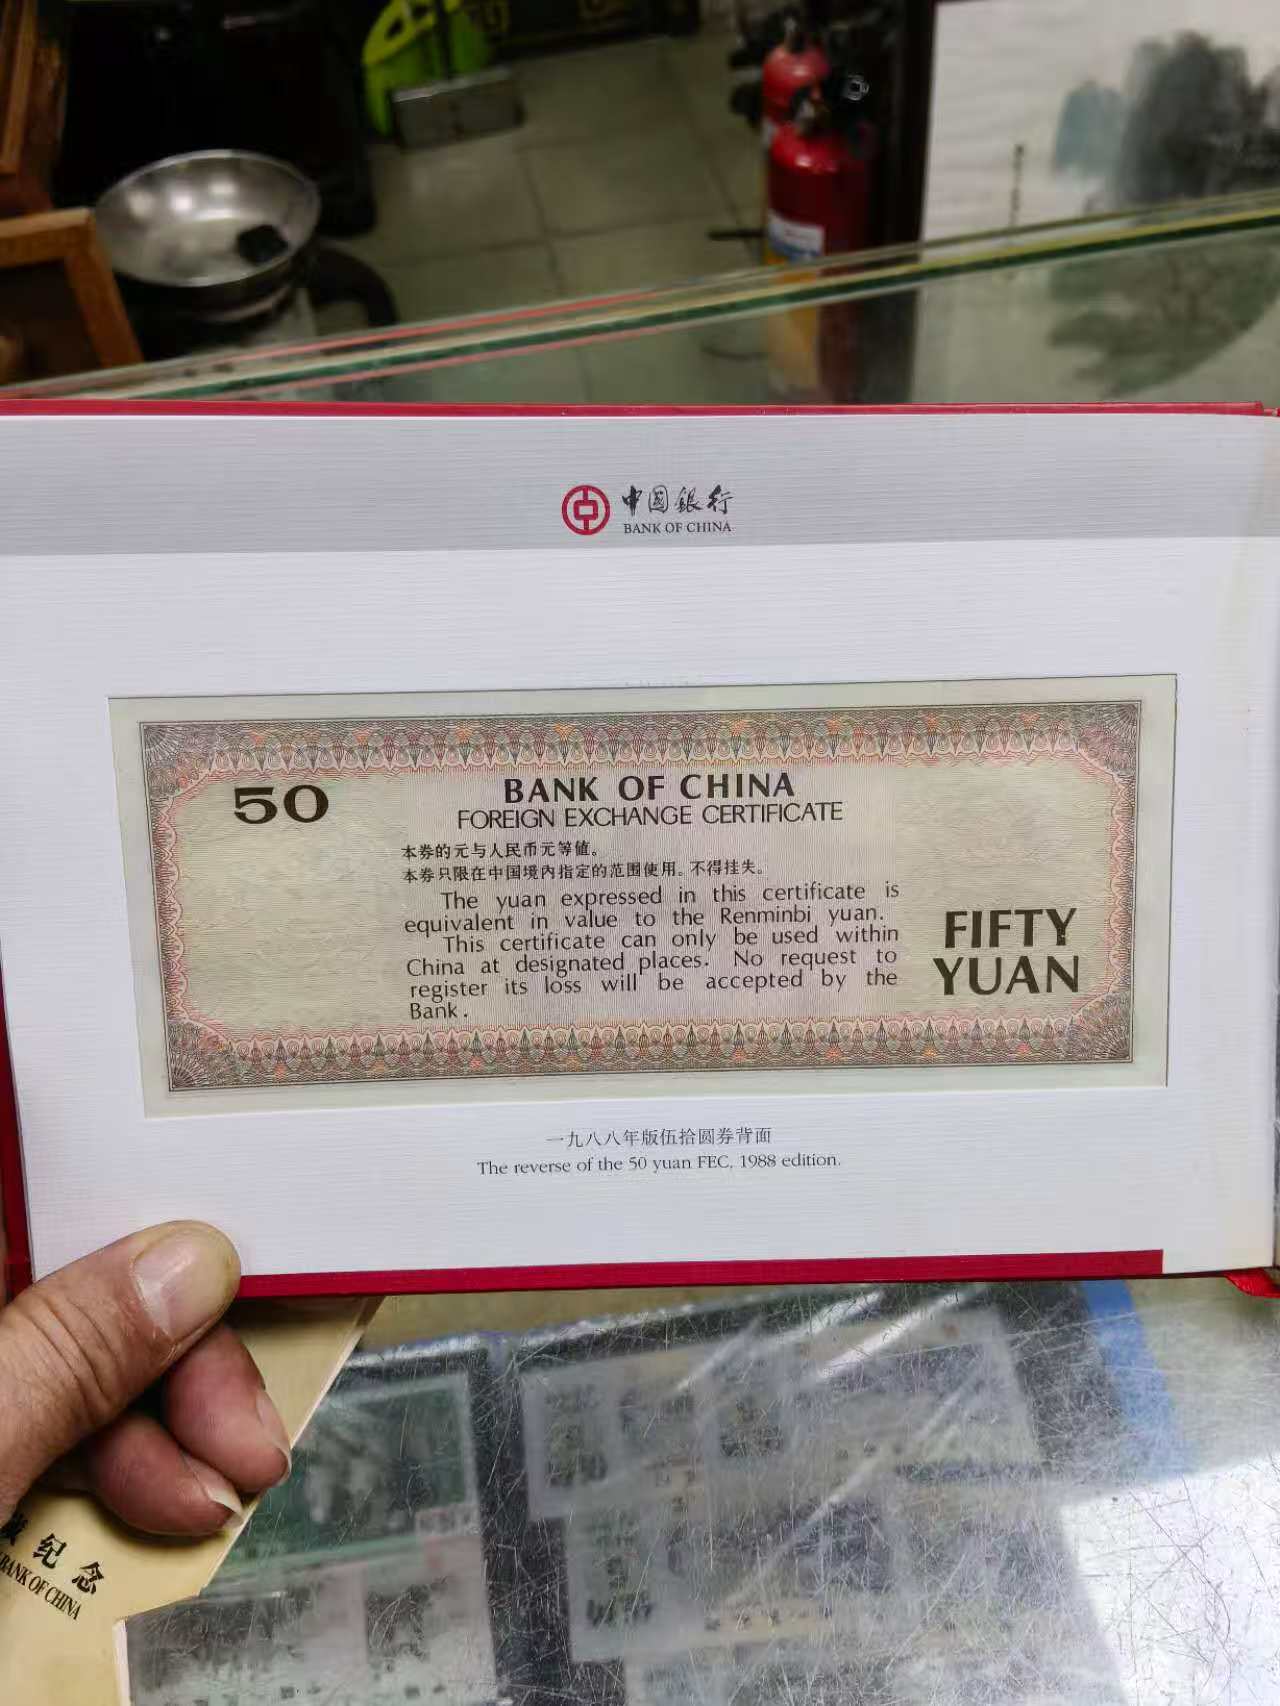 中国銀行
BANK OF CHINA
50
BANK OF CHINA
FOREIGN EXCHANGE CERTIFICATE
本券的元与人民币元等值。
本券只限在中国境内指定的范围使用。不得挂失。
The yuan expressed in this certificate is
equivalent in value to the Renminbi yuan.
This certificate can only be used within
China at designated places. No request to
register its loss will be accepted by the
Bank.
FIFTY
YUAN
一九八八年版伍拾圆券背面
The reverse of the 50 yuan FEC, 1988 edition.
纪念
BANK OF CHINA